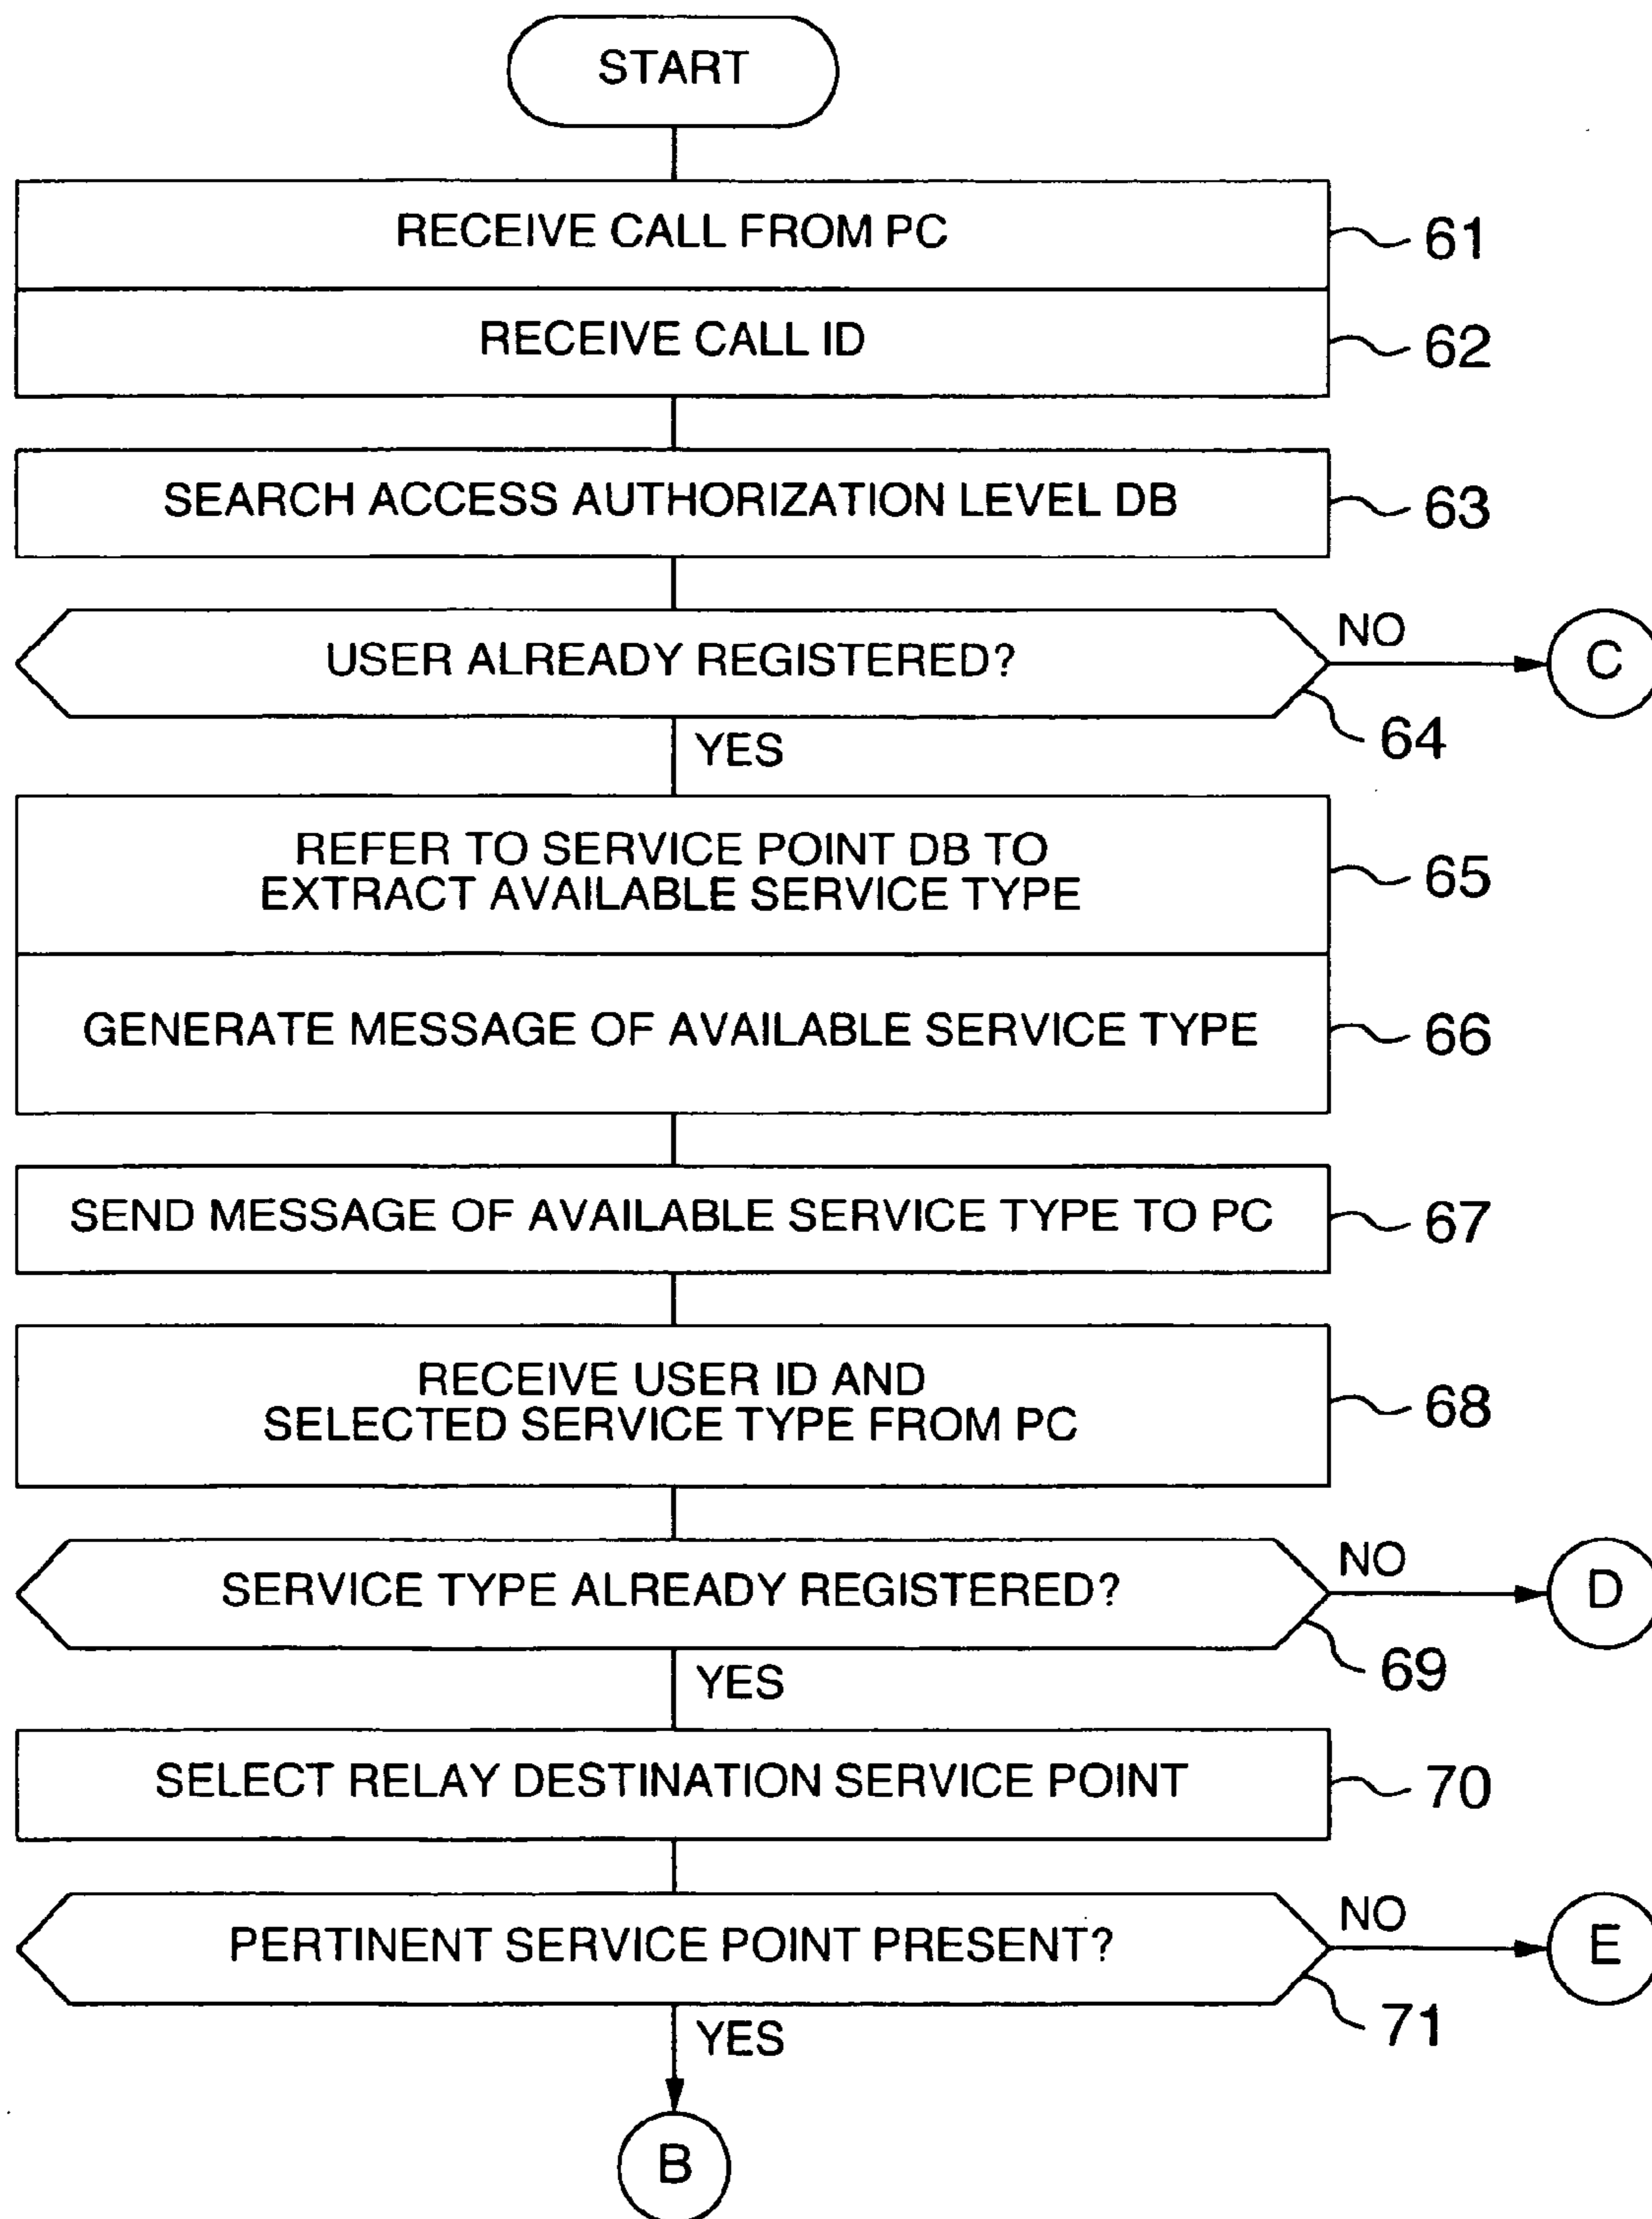 START
RECEIVE CALL FROM PC
61
RECEIVE CALL ID
62
SEARCH ACCESS AUTHORIZATION LEVEL DB
63
USER ALREADY REGISTERED?
NO
C
64
YES
REFER TO SERVICE POINT DB TO
EXTRACT AVAILABLE SERVICE TYPE
65
GENERATE MESSAGE OF AVAILABLE SERVICE TYPE
66
SEND MESSAGE OF AVAILABLE SERVICE TYPE TO PC
67
RECEIVE USER ID AND
SELECTED SERVICE TYPE FROM PC
68
SERVICE TYPE ALREADY REGISTERED?
NO
D
69
YES
SELECT RELAY DESTINATION SERVICE POINT
70
PERTINENT SERVICE POINT PRESENT?
NO
E
71
YES
B